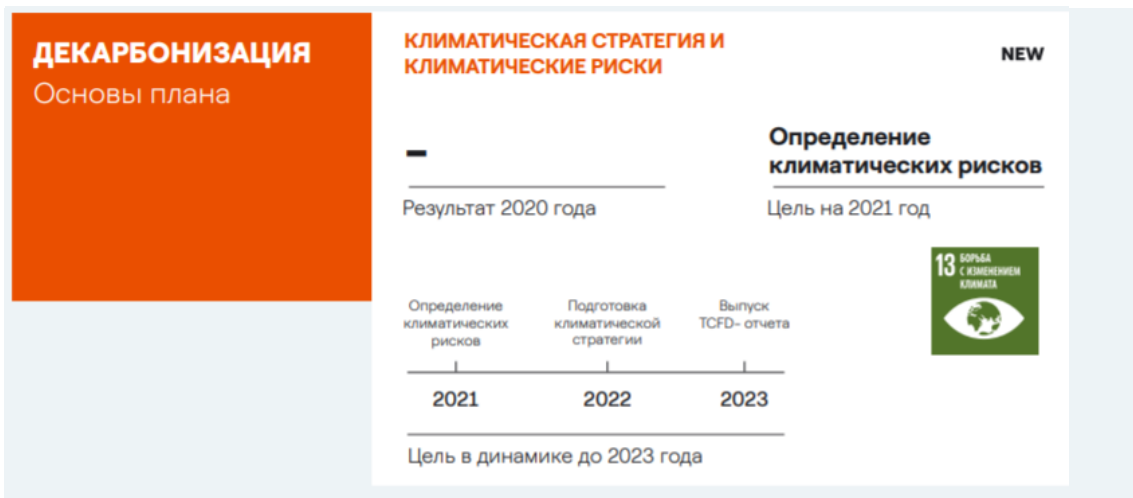 ДЕКАРБОНИЗАЦИЯ
Основы плана
КЛИМАТИЧЕСКАЯ СТРАТЕГИЯ И
КЛИМАТИЧЕСКИЕ РИСКИ
NEW
–
Результат 2020 года
Определение
климатических рисков
Цель на 2021 год
13 БОРЬБА
С ИЗМЕНЕНИЕМ
КЛИМАТА
Определение
климатических
рисков
Подготовка
климатической
стратегии
Выпуск
TCFD– отчета
2021
2022
2023
Цель в динамике до 2023 года